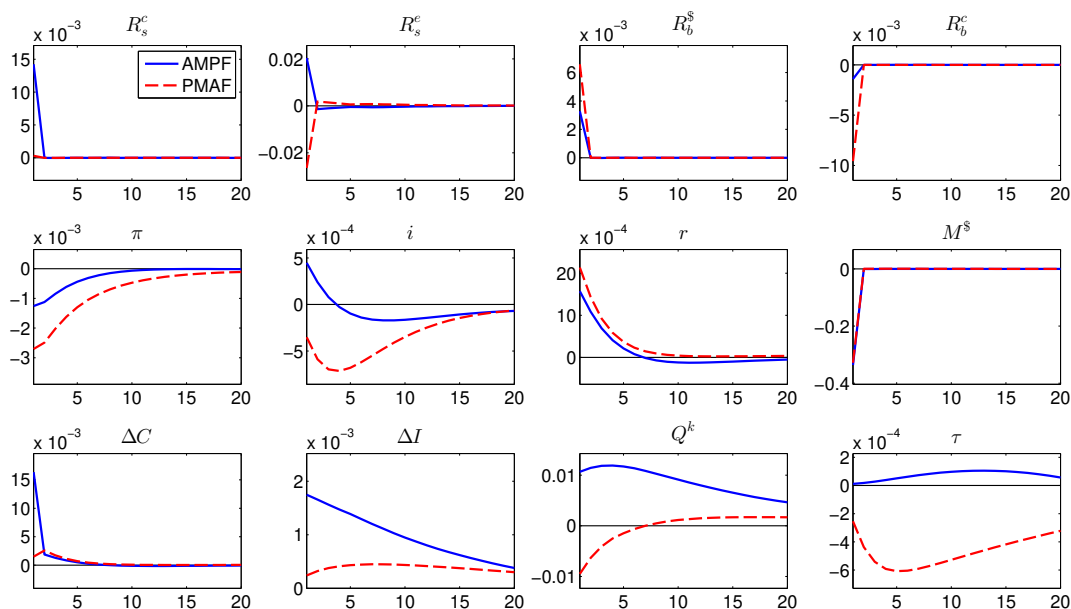 $R_s^c$ $R_s^e$ $R_b^\$$ $R_b^c$
x 10⁻³ x 10⁻³ x 10⁻³
15 10 5 0
AMPF
PMAF
5 10 15 20
0.02 0 −0.02
5 10 15 20
6 4 2 0
5 10 15 20
0 −5 −10
5 10 15 20
$\pi$ $i$ $r$ $M^\$$
x 10⁻³ x 10⁻⁴ x 10⁻⁴
0 −1 −2 −3
5 10 15 20
5 0 −5
5 10 15 20
20 10 0
5 10 15 20
0 −0.2 −0.4
5 10 15 20
$\Delta C$ $\Delta I$ $Q^k$ $\tau$
x 10⁻³ x 10⁻³ x 10⁻⁴
15 10 5 0
5 10 15 20
2 1 0
5 10 15 20
0.01 0 −0.01
5 10 15 20
2 0 −2 −4 −6
5 10 15 20